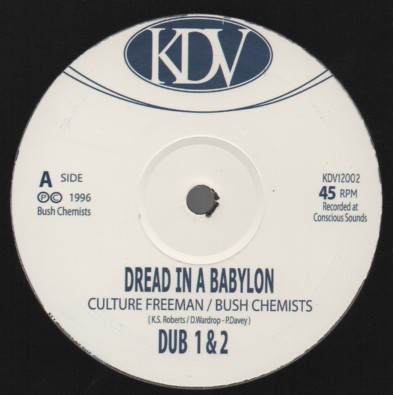 KDV
A SIDE
ⓅⒸ 1996
Bush Chemists
KDV12002
45 RPM
Recorded at
Conscious Sounds
DREAD IN A BABYLON
CULTURE FREEMAN / BUSH CHEMISTS
( K.S. Roberts / D.Wardrop - P.Davey )
DUB 1 & 2